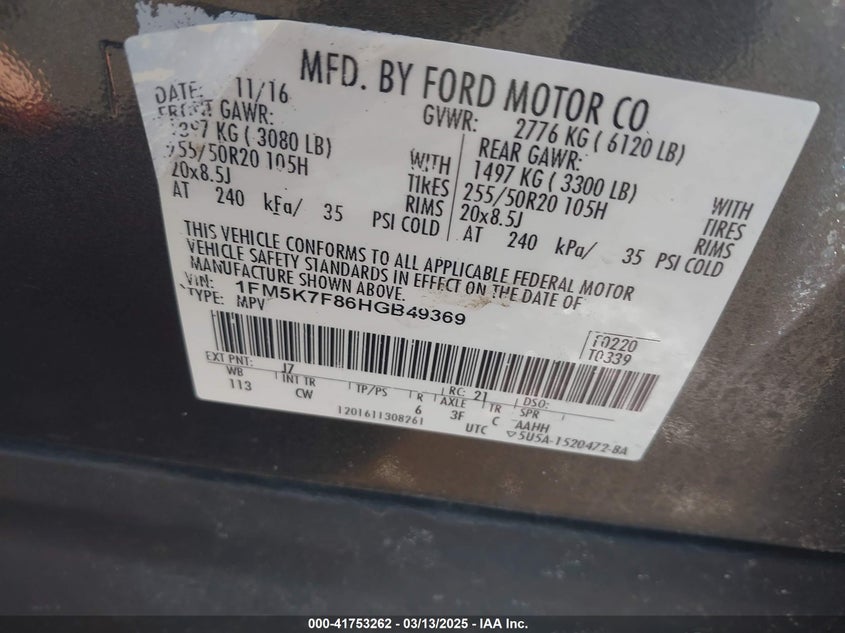 MFD. BY FORD MOTOR CO
DATE: 11/16
GVWR: 2776 KG ( 6120 LB)
FRONT GAWR:
1397 KG ( 3080 LB)
255/50R20 105H
20x8.5J
AT 240 kFa/ 35
WITH
TIRES
RIMS
PSI COLD
REAR GAWR:
1497 KG ( 3300 LB)
255/50R20 105H
20x8.5J
AT 240 kPa/ 35 PSI COLD
WITH
TIRES
RIMS
THIS VEHICLE CONFORMS TO ALL APPLICABLE FEDERAL MOTOR
VEHICLE SAFETY STANDARDS IN EFFECT ON THE DATE OF
MANUFACTURE SHOWN ABOVE.
VIN: 1FM5K7F86HGB49369
TYPE: MPV
F0220
T0339
EXT PNT: J7 RC: 21 DSO:
WB INT TR TP/PS R AXLE TR SPR
113 CW 6 3F C AAHH
1201611308261 UTC 5U5A-1520472-BA
000-41753262 - 03/13/2025 - IAA Inc.